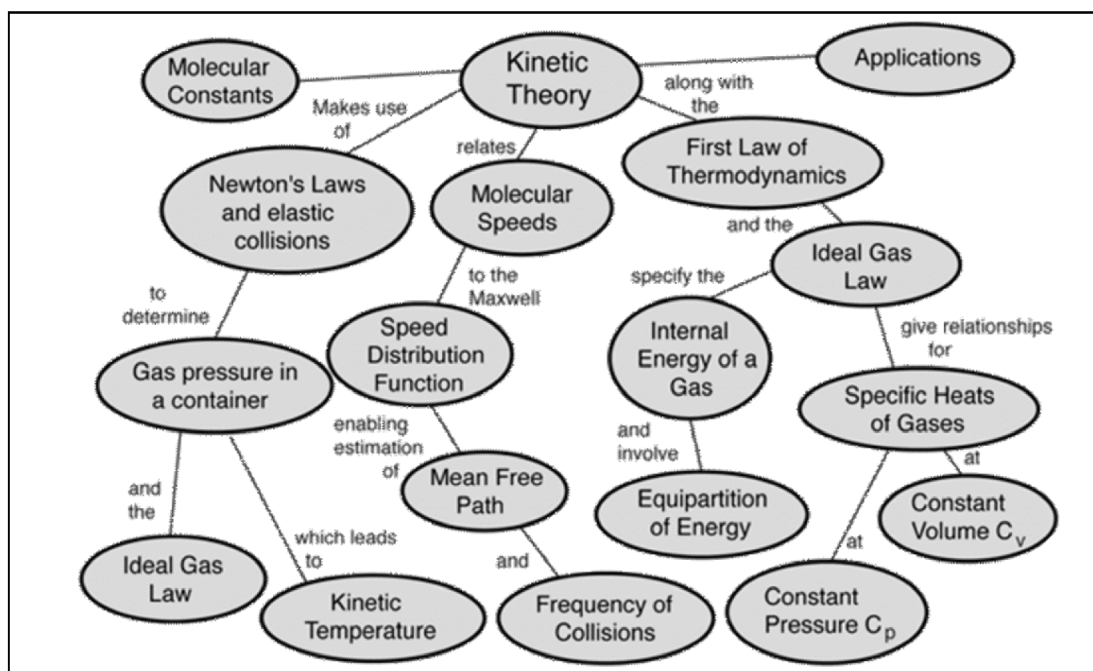 Kinetic
Theory
Molecular
Constants
Applications
Makes use
of
relates
along with
the
Newton's Laws
and elastic
collisions
Molecular
Speeds
First Law of
Thermodynamics
and the
Ideal Gas
Law
to
determine
to the
Maxwell
specify the
give relationships
for
Gas pressure in
a container
Speed
Distribution
Function
Internal
Energy of a
Gas
Specific Heats
of Gases
enabling
estimation
of
and
involve
at
Mean Free
Path
Equipartition
of Energy
Constant
Volume Cv
and
the
which leads
to
and
at
Ideal Gas
Law
Kinetic
Temperature
Frequency of
Collisions
Constant
Pressure Cp